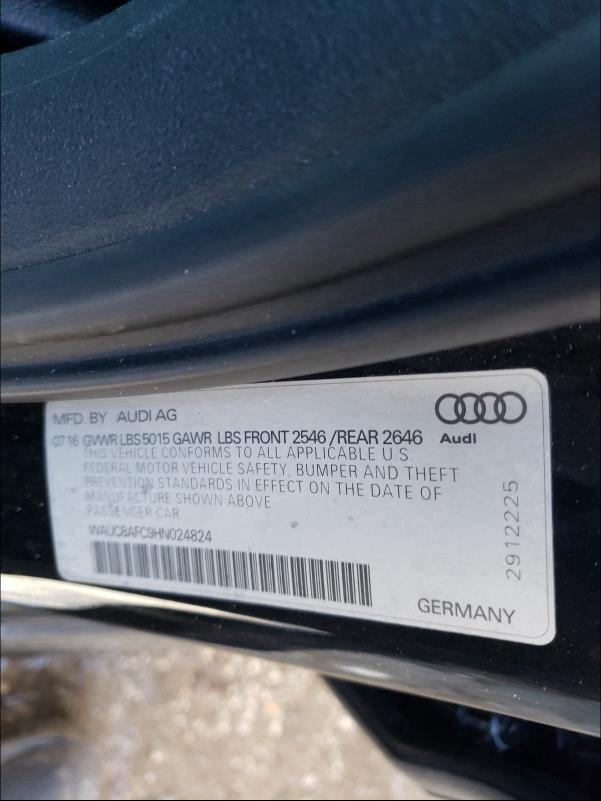 MFD. BY AUDI AG
07 16 GVWR LBS 5015 GAWR LBS FRONT 2546 /REAR 2646
Audi
THIS VEHICLE CONFORMS TO ALL APPLICABLE U.S.
FEDERAL MOTOR VEHICLE SAFETY, BUMPER AND THEFT
PREVENTION STANDARDS IN EFFECT ON THE DATE OF
MANUFACTURE SHOWN ABOVE
PASSENGER CAR
WAUC8AFC9HN024824
2912225
GERMANY